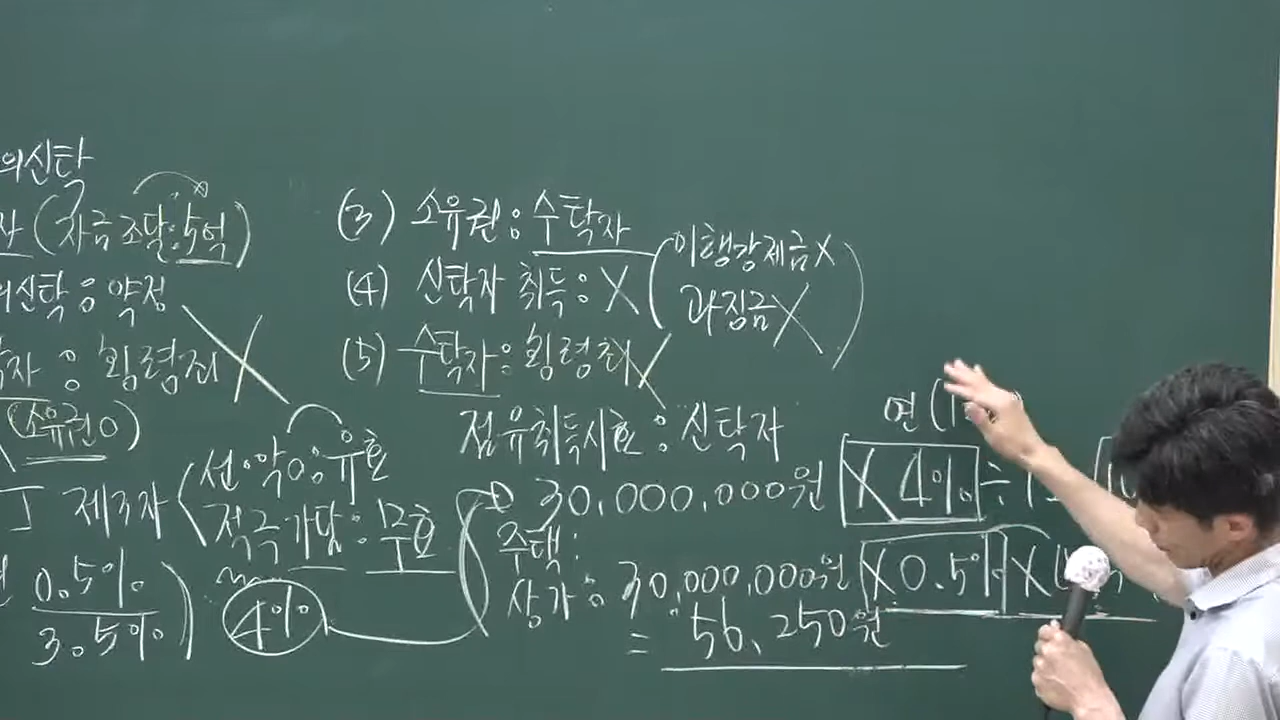 의신탁
자 (자금조달:5억)
의신탁 : 약정
자 : 횡령죄 X
(소유권O)
제3자 선·악 : 유효
적극가담 : 무효
0.5%
3.5%
4%
(3) 소유권 : 수탁자
(4) 신탁자 취득 : X (이행강제금 X
과징금 X)
(5) 수탁자 : 횡령죄 X
점유취득시효 : 신탁자
연 (1
30,000,000원 X 4% ÷ 1
주택 :
상가 : 30,000,000원 X 0.5% X
= 56,250원